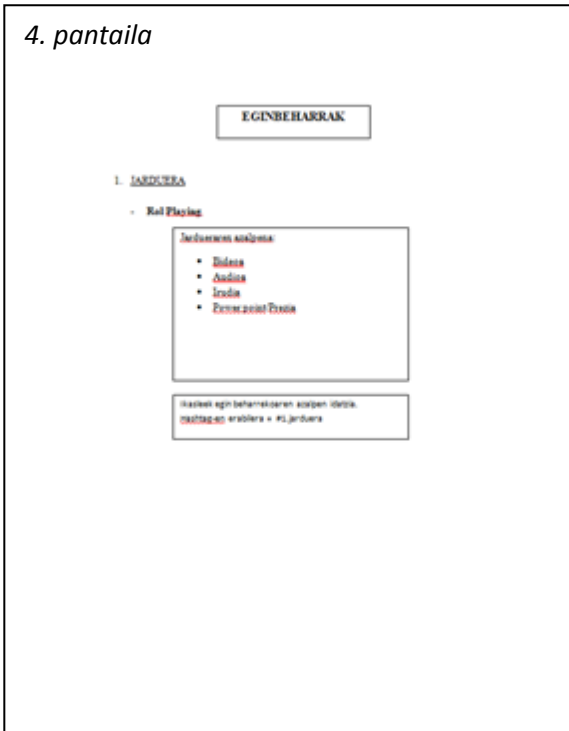 4. pantaila
EGINBEHARRAK
1. JARDUERA
- Rol Playing
Jardueraren azalpena:
• Bideoa
• Audioa
• Irudia
• Power point/Prezia
Ikasleek egin beharrekoaren azalpen idatzia.
Hashtag-en erabilera = #1.jarduera